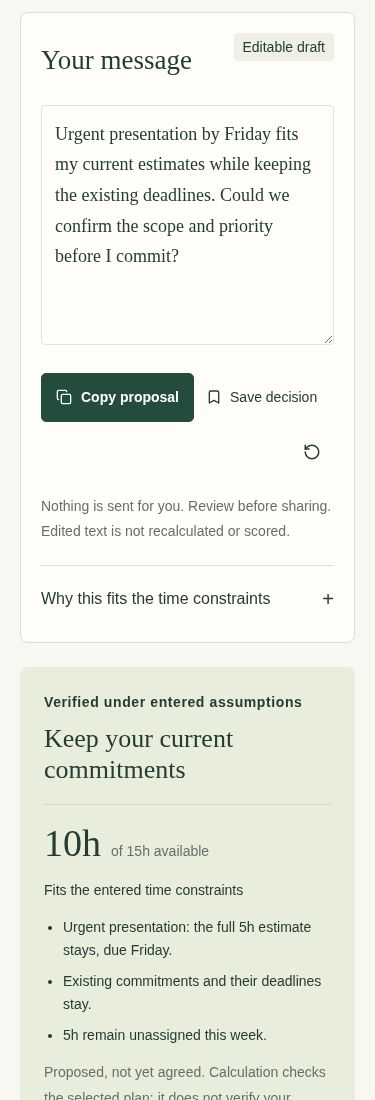 Your message
Editable draft
Urgent presentation by Friday fits
my current estimates while keeping
the existing deadlines. Could we
confirm the scope and priority
before I commit?
Copy proposal
Save decision
Nothing is sent for you. Review before sharing.
Edited text is not recalculated or scored.
Why this fits the time constraints +
Verified under entered assumptions
Keep your current
commitments
10h of 15h available
Fits the entered time constraints
• Urgent presentation: the full 5h estimate
stays, due Friday.
• Existing commitments and their deadlines
stay.
• 5h remain unassigned this week.
Proposed, not yet agreed. Calculation checks
the selected plan; it does not verify your